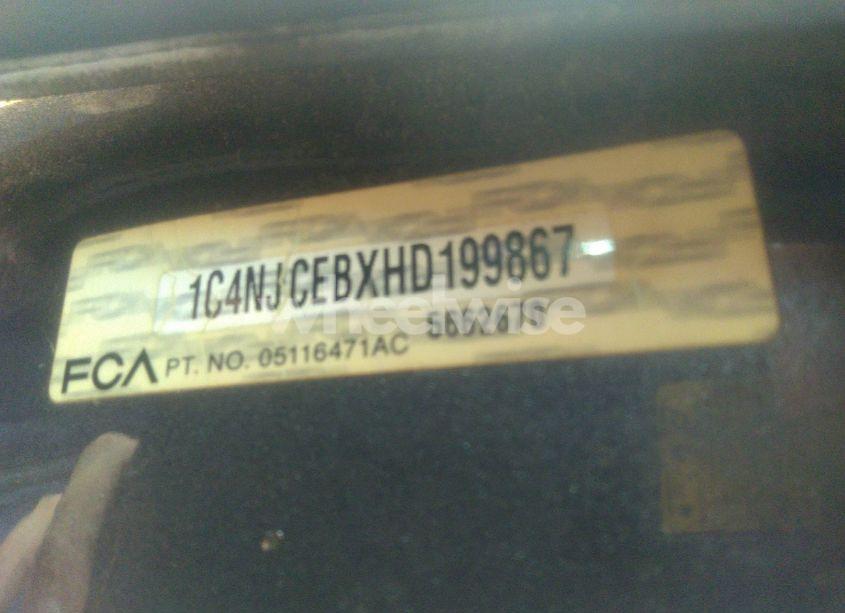 1C4NJCEBXHD199867
wheelwise
FCA PT. NO. 05116471AC